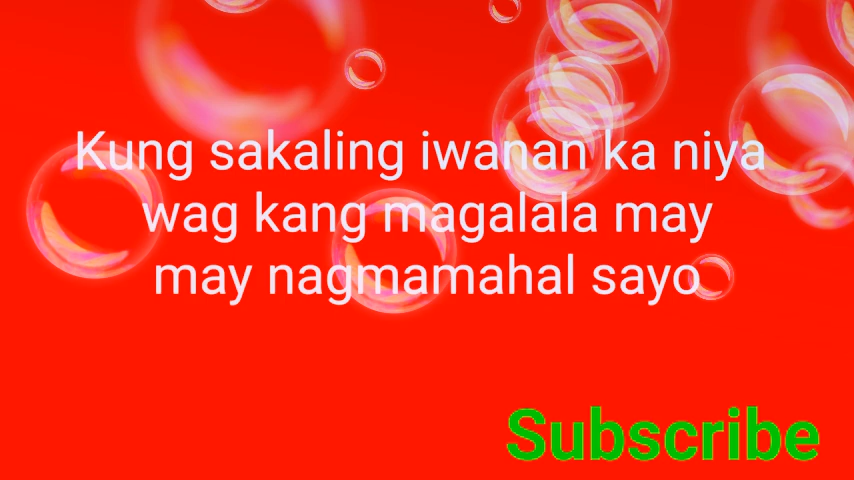 Kung sakaling iwanan ka niya
wag kang magalala may
may nagmamahal sayo
Subscribe